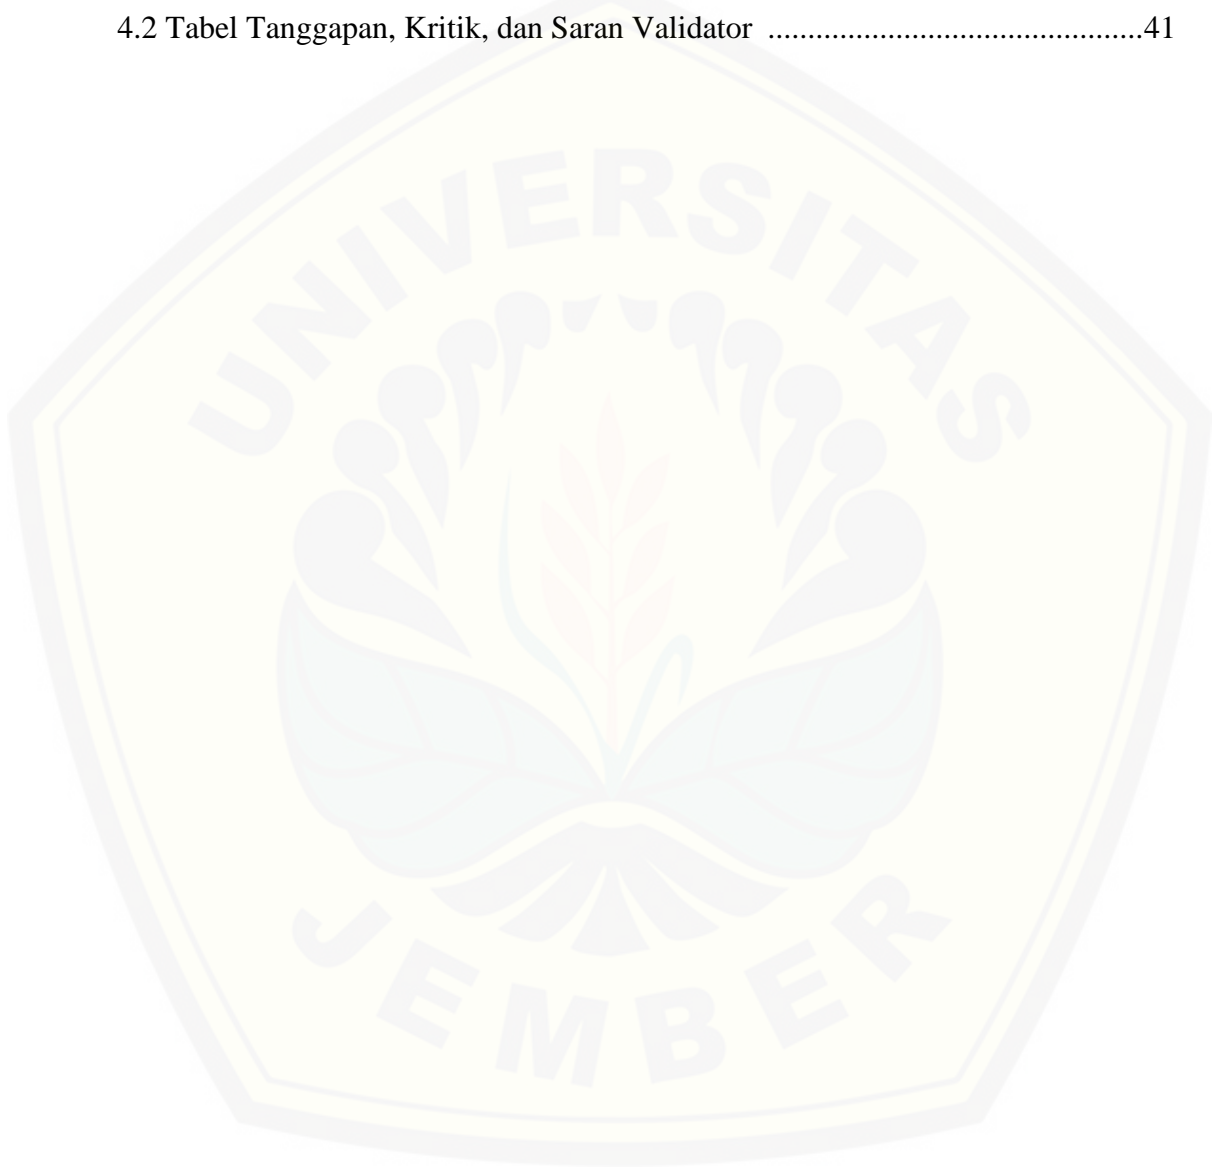 4.2 Tabel Tanggapan, Kritik, dan Saran Validator ..............................................41
UNIVERSITAS
JEMBER